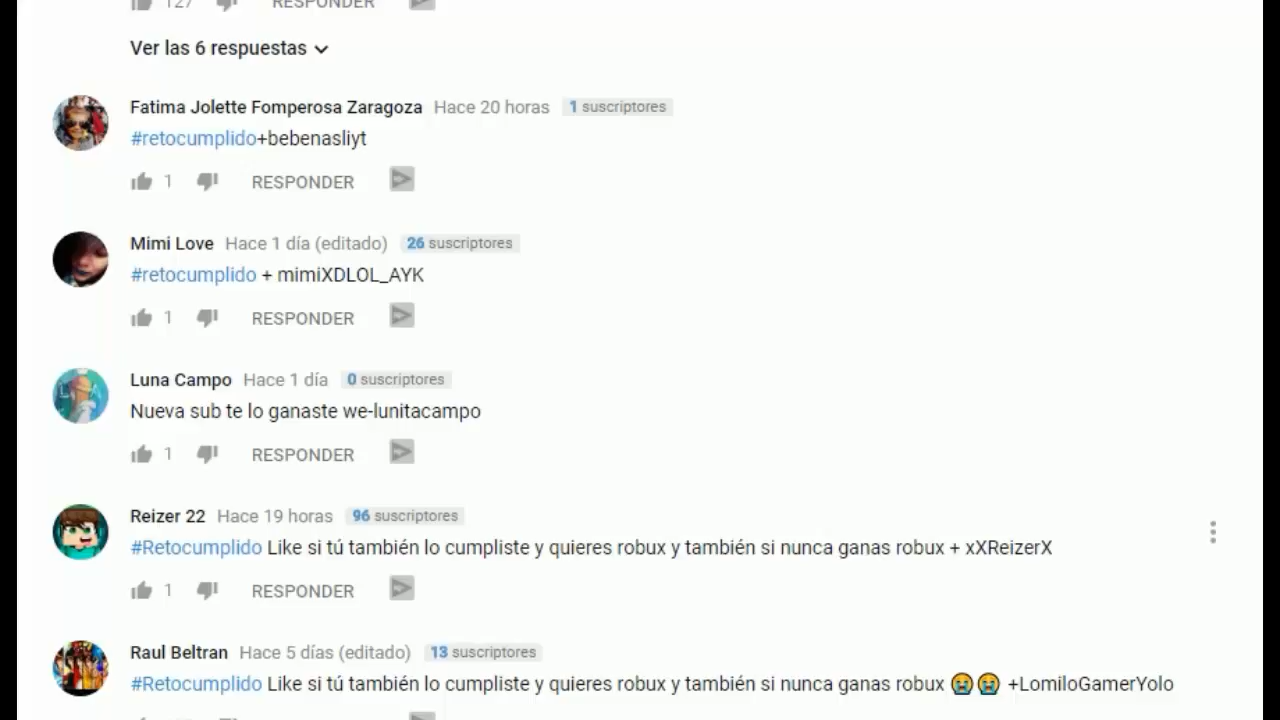 127 RESPONDER
Ver las 6 respuestas
Fatima Jolette Fomperosa Zaragoza Hace 20 horas 1 suscriptores
#retocumplido+bebenasliyt
1 RESPONDER
Mimi Love Hace 1 día (editado) 26 suscriptores
#retocumplido + mimiXDLOL_AYK
1 RESPONDER
Luna Campo Hace 1 día 0 suscriptores
Nueva sub te lo ganaste we-lunitacampo
1 RESPONDER
Reizer 22 Hace 19 horas 96 suscriptores
#Retocumplido Like si tú también lo cumpliste y quieres robux y también si nunca ganas robux + xXReizerX
1 RESPONDER
Raul Beltran Hace 5 días (editado) 13 suscriptores
#Retocumplido Like si tú también lo cumpliste y quieres robux y también si nunca ganas robux 😭😭 +LomiloGamerYolo